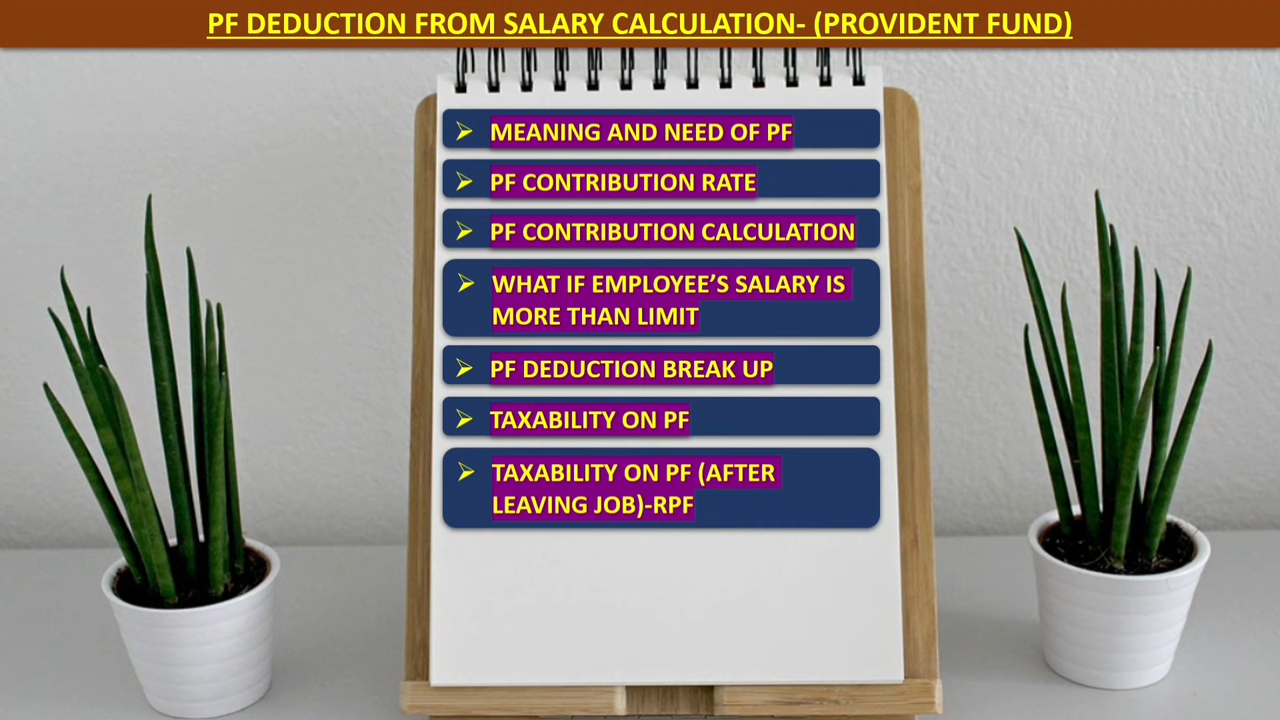 PF DEDUCTION FROM SALARY CALCULATION- (PROVIDENT FUND)
➢ MEANING AND NEED OF PF
➢ PF CONTRIBUTION RATE
➢ PF CONTRIBUTION CALCULATION
➢ WHAT IF EMPLOYEE’S SALARY IS
MORE THAN LIMIT
➢ PF DEDUCTION BREAK UP
➢ TAXABILITY ON PF
➢ TAXABILITY ON PF (AFTER
LEAVING JOB)-RPF